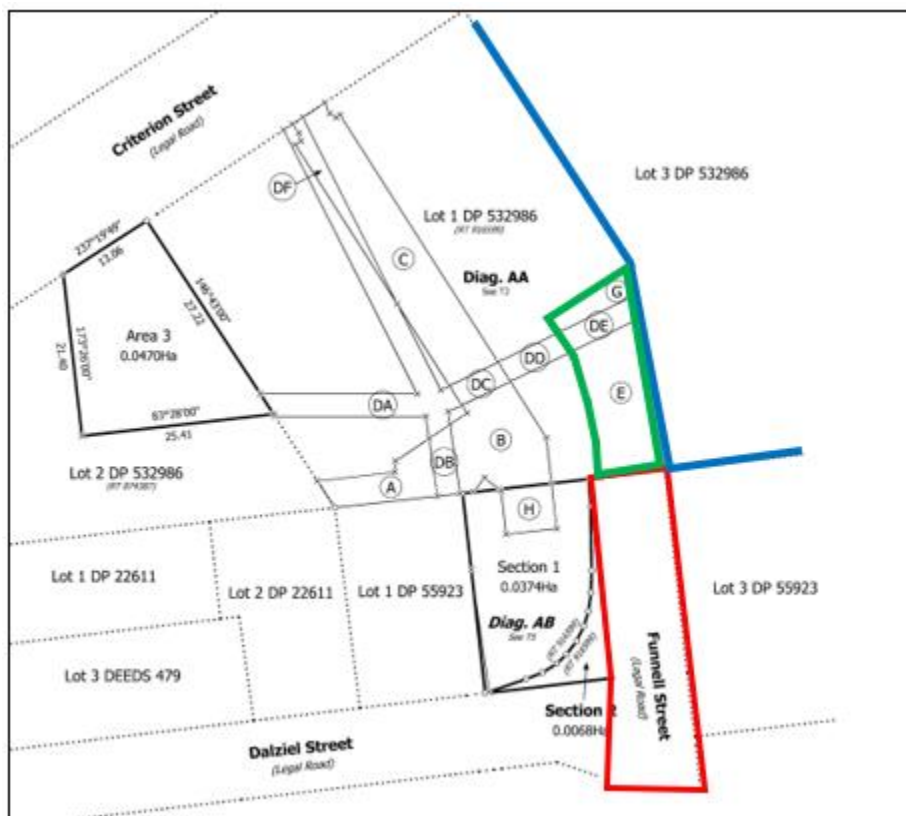 Criterion Street
(Legal Road)
Lot 3 DP 532986
DF
Lot 1 DP 532986
237°19'49"
13.06
C
Diag. AA
See T2
146°43'00"
27.22
G
Area 3
0.0470Ha
173°26'00"
21.40
DE
DD
DC
E
DA
83°28'00"
25.41
B
DB
Lot 2 DP 532986
A
H
Section 1
0.0374Ha
Lot 1 DP 22611
Lot 2 DP 22611
Lot 1 DP 55923
Lot 3 DP 55923
Diag. AB
Lot 3 DEEDS 479
Funnell Street
(Legal Road)
Section 2
0.0068Ha
Dalziel Street
(Legal Road)